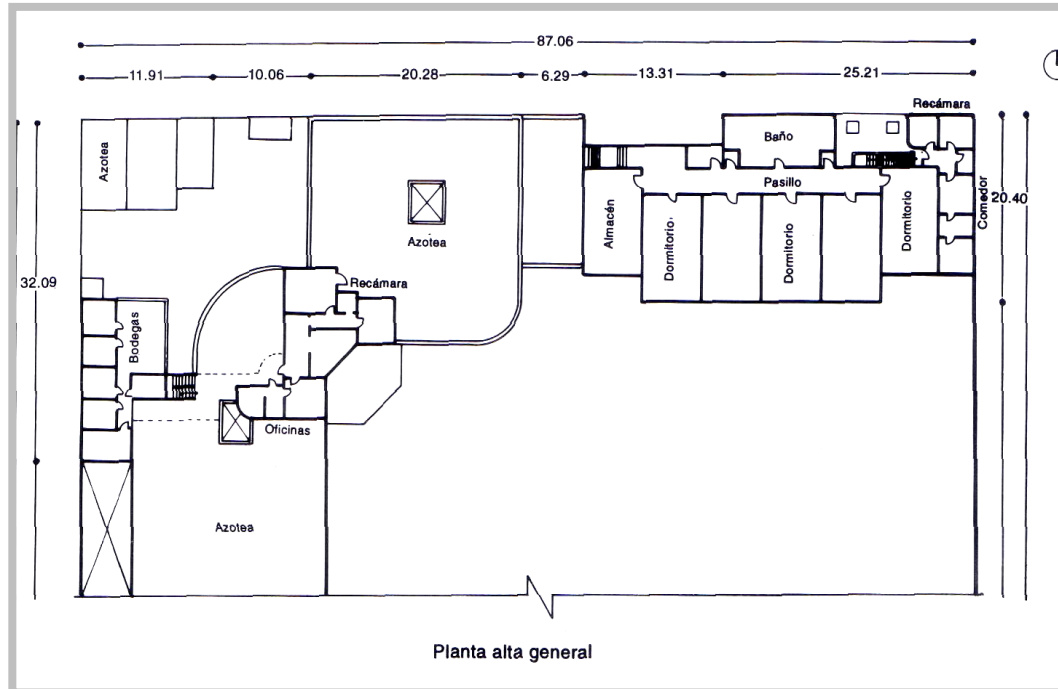 87.06
11.91
10.06
20.28
6.29
13.31
25.21
Recámara
Baño
Azotea
Pasillo
Comedor
20.40
Almacén
Dormitorio
Dormitorio
Dormitorio
Azotea
32.09
Recámara
Bodegas
Oficinas
Azotea
Planta alta general